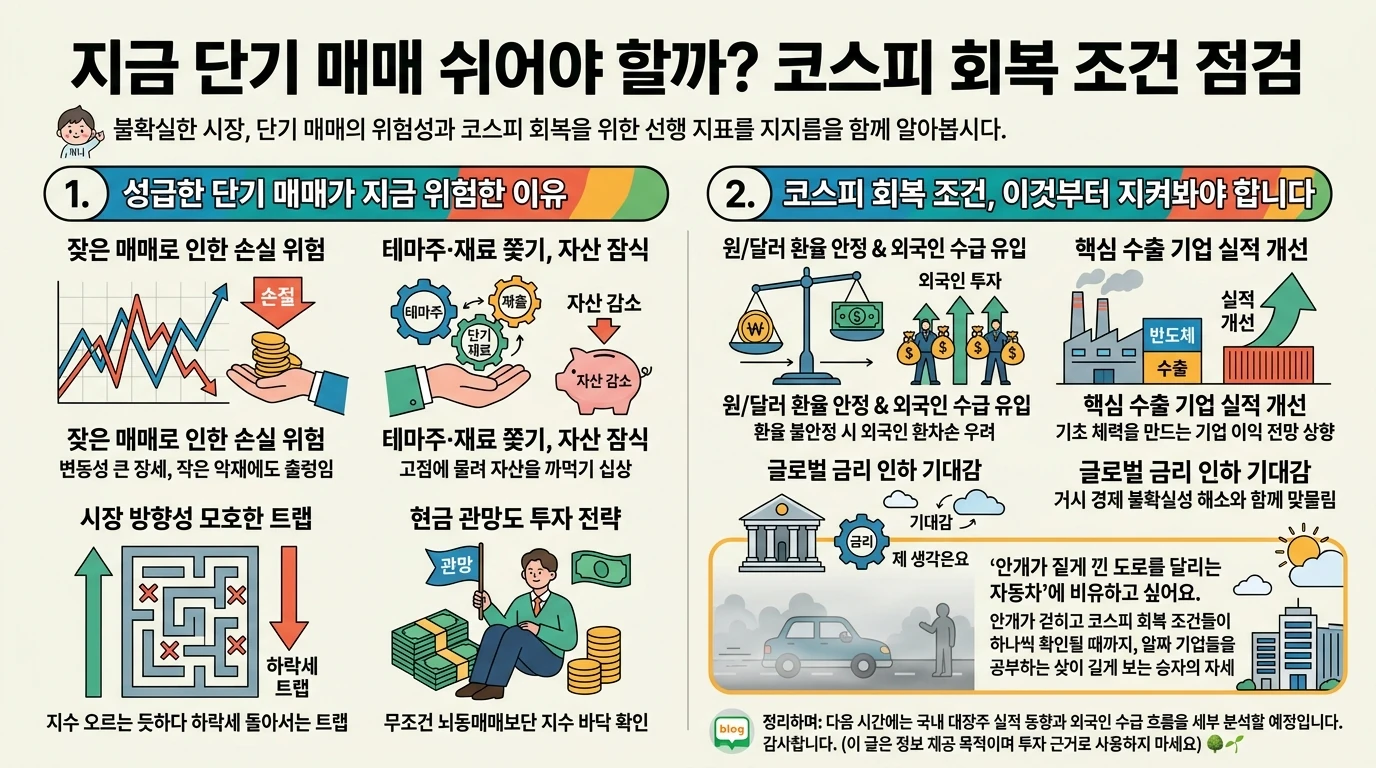 지금 단기 매매 쉬어야 할까? 코스피 회복 조건 점검
불확실한 시장, 단기 매매의 위험성과 코스피 회복을 위한 선행 지표를 지지름을 함께 알아봅시다.
1. 성급한 단기 매매가 지금 위험한 이유
잦은 매매로 인한 손실 위험
손절
잦은 매매로 인한 손실 위험
변동성 큰 장세, 작은 악재에도 출렁임
테마주·재료 쫓기, 자산 잠식
테마주
단기
재료
자산 감소
자산 감소
테마주·재료 쫓기, 자산 잠식
고점에 물려 자산을 까먹기 십상
시장 방향성 모호한 트랩
하락세
트랩
지수 오르는 듯하다 하락세 돌아서는 트랩
현금 관망도 투자 전략
관망
무조건 뇌동매매보단 지수 바닥 확인
2. 코스피 회복 조건, 이것부터 지켜봐야 합니다
원/달러 환율 안정 & 외국인 수급 유입
₩
$
외국인 투자
$ $ $ $
원/달러 환율 안정 & 외국인 수급 유입
환율 불안정 시 외국인 환차손 우려
핵심 수출 기업 실적 개선
반도체
수출
실적
개선
핵심 수출 기업 실적 개선
기초 체력을 만드는 기업 이익 전망 상향
글로벌 금리 인하 기대감
기대감
금리
글로벌 금리 인하 기대감
거시 경제 불확실성 해소와 함께 맞물림
제 생각은요
‘안개가 짙게 낀 도로를 달리는
자동차’에 비유하고 싶어요.
안개가 걷히고 코스피 회복 조건들이
하나씩 확인될 때까지, 알짜 기업들을
공부하는 샂이 길게 보는 승자의 자세
blog
정리하며: 다음 시간에는 국내 대장주 실적 동향과 외국인 수급 흐름을 세부 분석할 예정입니다.
감사합니다. (이 글은 정보 제공 목적이며 투자 근거로 사용하지 마세요)